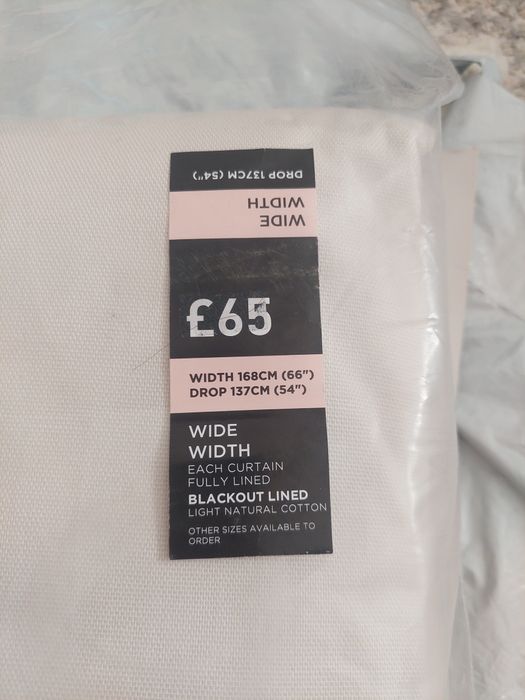 DROP 137CM (54")
WIDE
WIDTH
£65
WIDTH 168CM (66")
DROP 137CM (54")
WIDE
WIDTH
EACH CURTAIN
FULLY LINED
BLACKOUT LINED
LIGHT NATURAL COTTON
OTHER SIZES AVAILABLE TO
ORDER